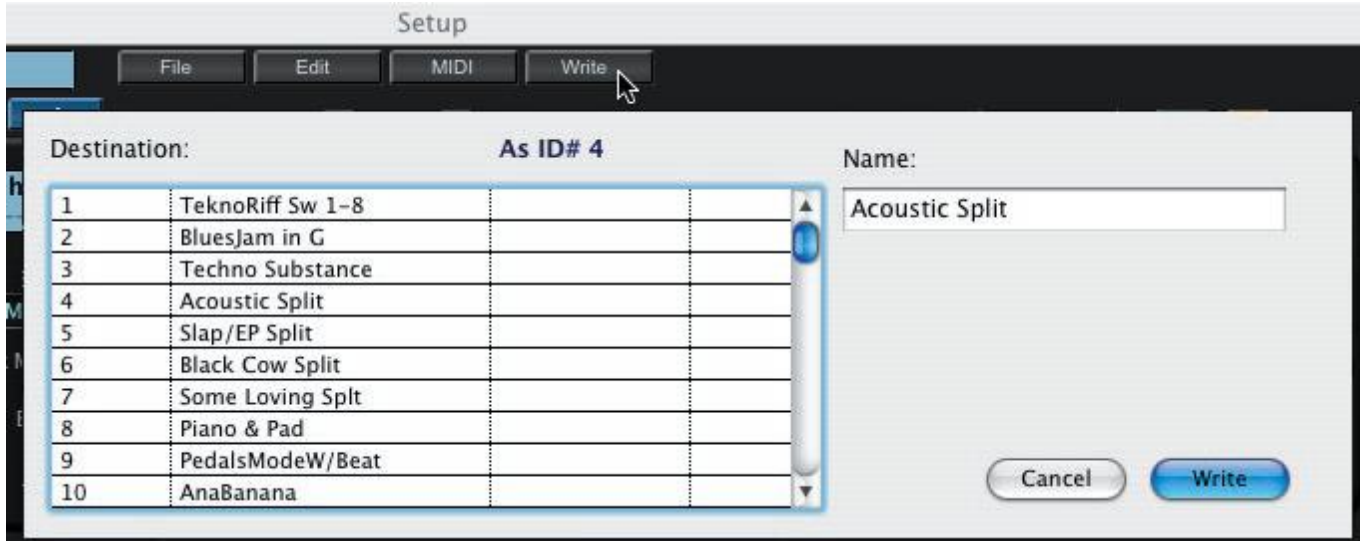 Setup
File Edit MIDI Write
Destination: As ID# 4 Name:
Acoustic Split
1 TeknoRiff Sw 1-8
2 BluesJam in G
3 Techno Substance
4 Acoustic Split
5 Slap/EP Split
6 Black Cow Split
7 Some Loving Splt
8 Piano & Pad
9 PedalsModeW/Beat
10 AnaBanana
Cancel Write